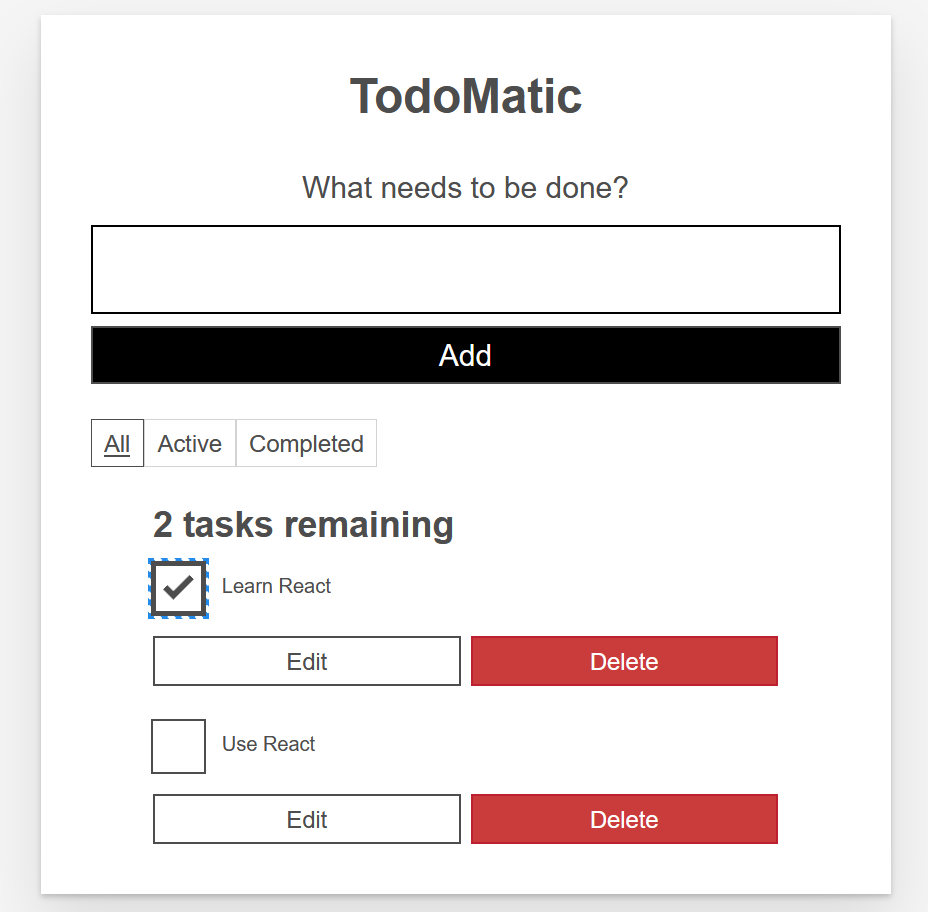 TodoMatic
What needs to be done?
Add
All Active Completed
2 tasks remaining
Learn React
Edit Delete
Use React
Edit Delete